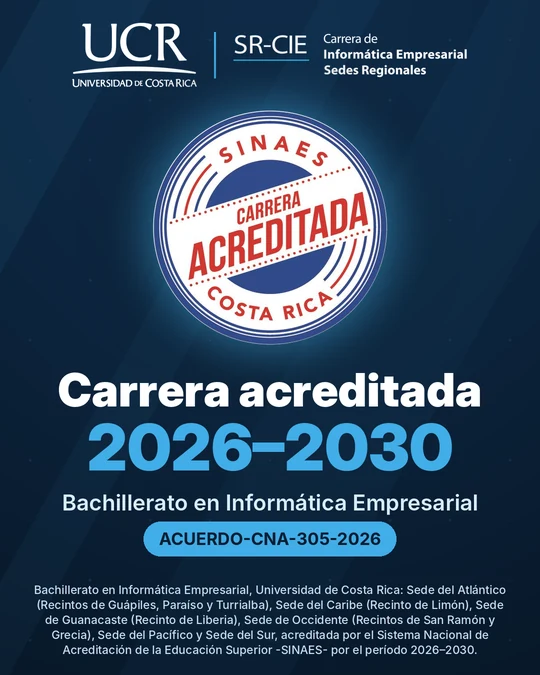 UCR
UNIVERSIDAD DE COSTA RICA
SR-CIE
Carrera de
Informática Empresarial
Sedes Regionales
SINAES
CARRERA
ACREDITADA
COSTA RICA
Carrera acreditada
2026–2030
Bachillerato en Informática Empresarial
ACUERDO-CNA-305-2026
Bachillerato en Informática Empresarial, Universidad de Costa Rica: Sede del Atlántico
(Recintos de Guápiles, Paraíso y Turrialba), Sede del Caribe (Recinto de Limón), Sede
de Guanacaste (Recinto de Liberia), Sede de Occidente (Recintos de San Ramón y
Grecia), Sede del Pacífico y Sede del Sur, acreditada por el Sistema Nacional de
Acreditación de la Educación Superior -SINAES- por el período 2026–2030.